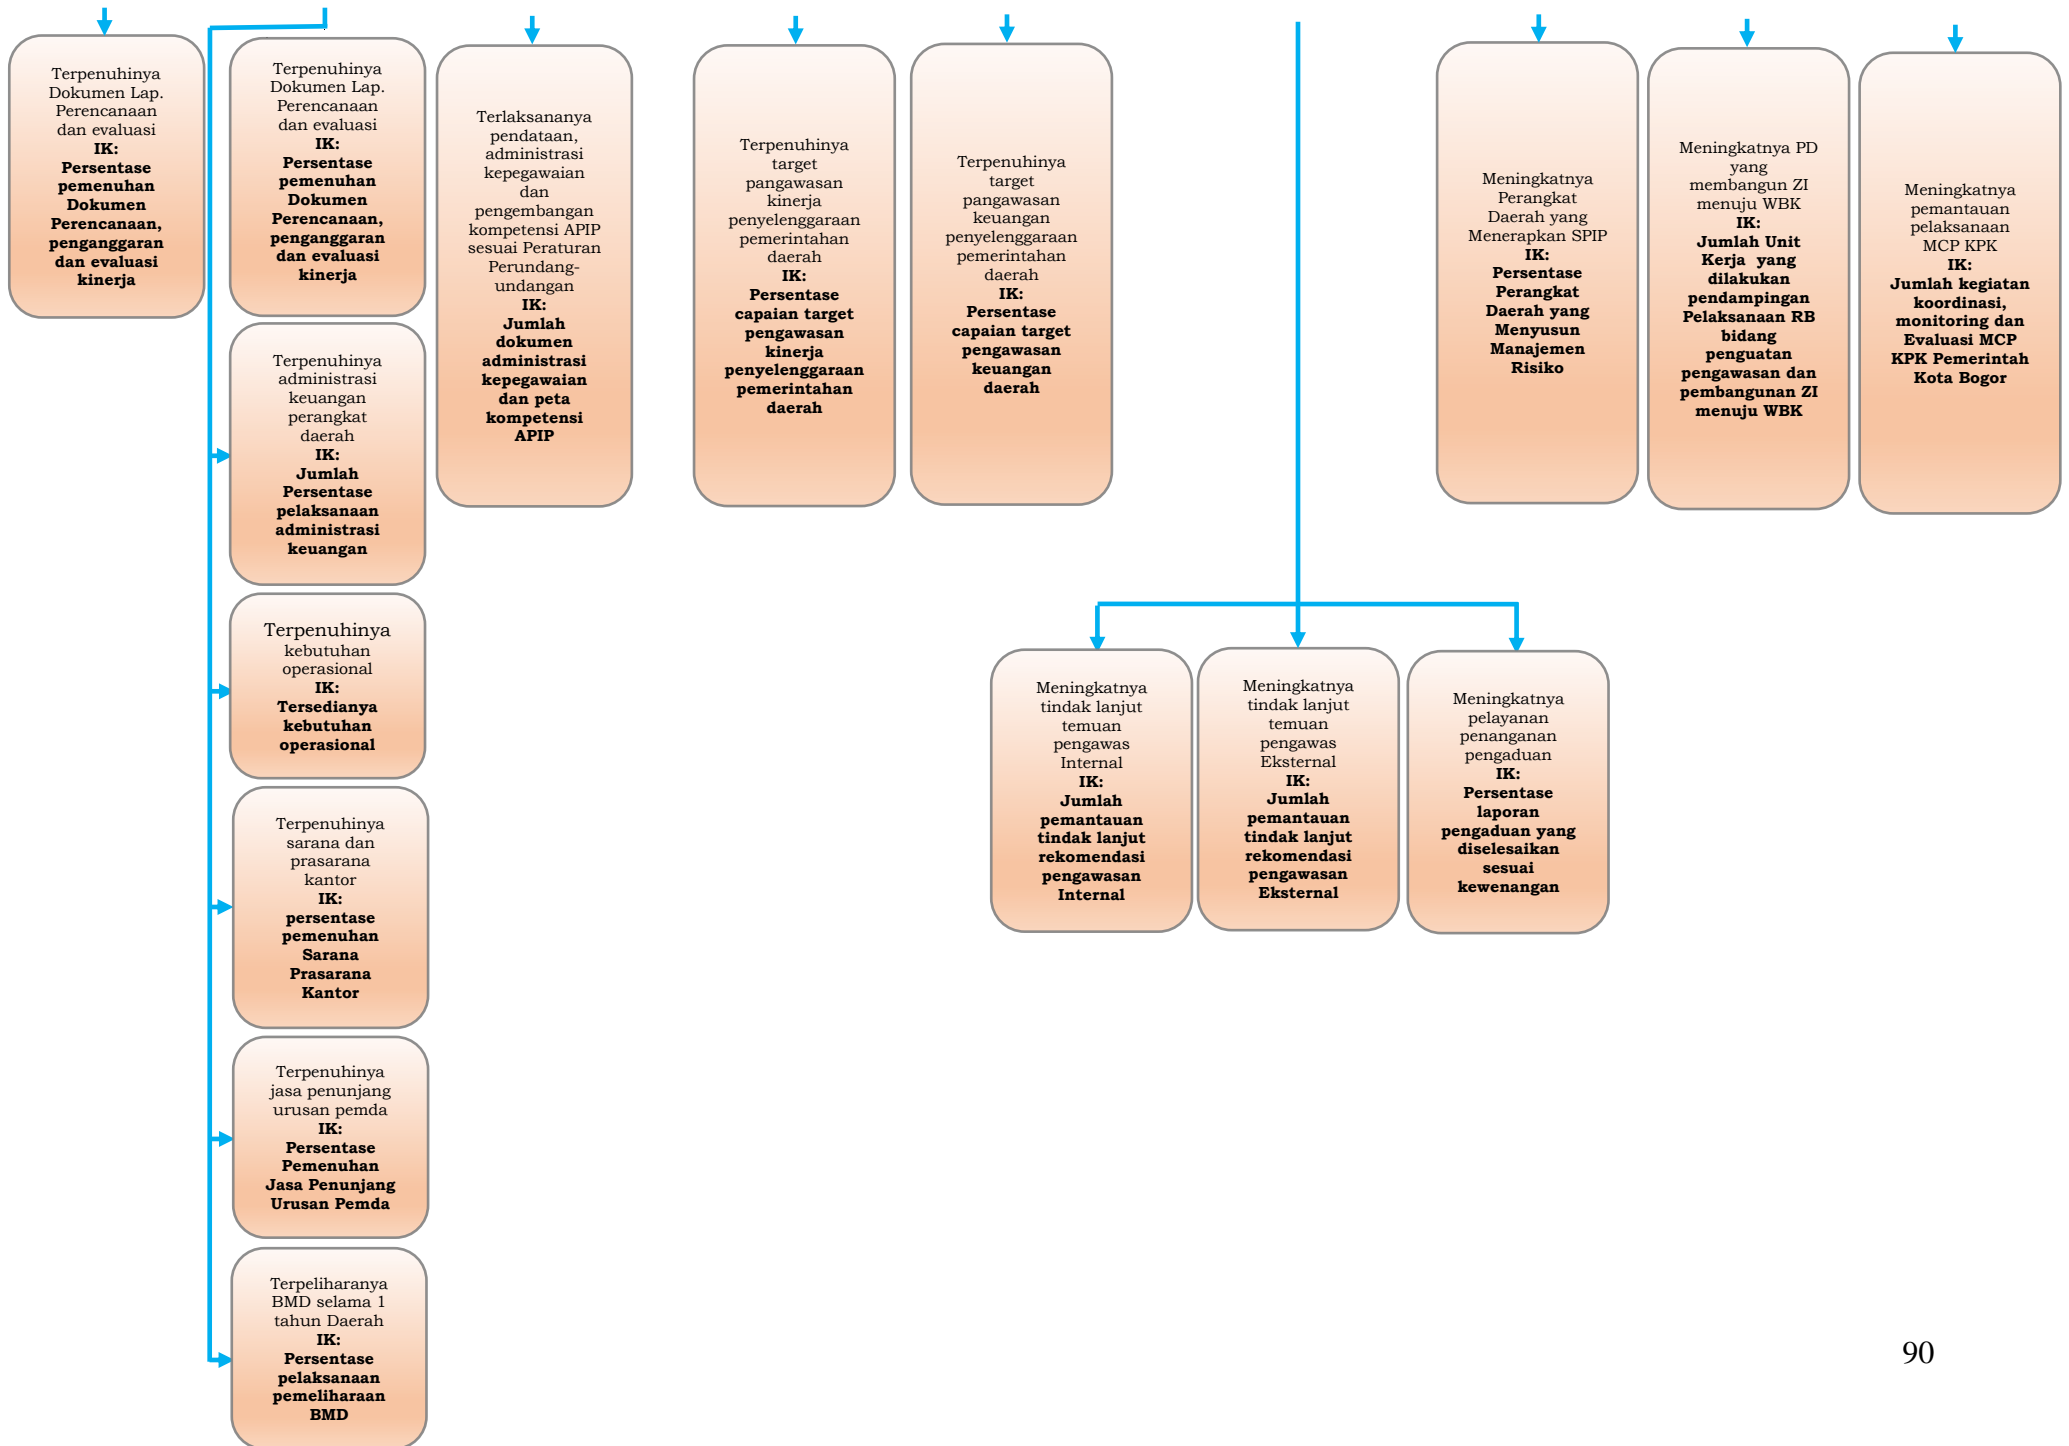 Terpenuhinya
Dokumen Lap.
Perencanaan
dan evaluasi
IK:
Persentase
pemenuhan
Dokumen
Perencanaan,
penganggaran
dan evaluasi
kinerja
Terpenuhinya
Dokumen Lap.
Perencanaan
dan evaluasi
IK:
Persentase
pemenuhan
Dokumen
Perencanaan,
penganggaran
dan evaluasi
kinerja
Terlaksananya
pendataan,
administrasi
kepegawaian
dan
pengembangan
kompetensi APIP
sesuai Peraturan
Perundang-
undangan
IK:
Jumlah
dokumen
administrasi
kepegawaian
dan peta
kompetensi
APIP
Terpenuhinya
target
pangawasan
kinerja
penyelenggaraan
pemerintahan
daerah
IK:
Persentase
capaian target
pengawasan
kinerja
penyelenggaraan
pemerintahan
daerah
Terpenuhinya
target
pangawasan
keuangan
penyelenggaraan
pemerintahan
daerah
IK:
Persentase
capaian target
pengawasan
keuangan
daerah
Meningkatnya
Perangkat
Daerah yang
Menerapkan SPIP
IK:
Persentase
Perangkat
Daerah yang
Menyusun
Manajemen
Risiko
Meningkatnya PD
yang
membangun ZI
menuju WBK
IK:
Jumlah Unit
Kerja yang
dilakukan
pendampingan
Pelaksanaan RB
bidang
penguatan
pengawasan dan
pembangunan ZI
menuju WBK
Meningkatnya
pemantauan
pelaksanaan
MCP KPK
IK:
Jumlah kegiatan
koordinasi,
monitoring dan
Evaluasi MCP
KPK Pemerintah
Kota Bogor
Terpenuhinya
administrasi
keuangan
perangkat
daerah
IK:
Jumlah
Persentase
pelaksanaan
administrasi
keuangan
Terpenuhinya
kebutuhan
operasional
IK:
Tersedianya
kebutuhan
operasional
Terpenuhinya
sarana dan
prasarana
kantor
IK:
persentase
pemenuhan
Sarana
Prasarana
Kantor
Terpenuhinya
jasa penunjang
urusan pemda
IK:
Persentase
Pemenuhan
Jasa Penunjang
Urusan Pemda
Terpeliharanya
BMD selama 1
tahun Daerah
IK:
Persentase
pelaksanaan
pemeliharaan
BMD
Meningkatnya
tindak lanjut
temuan
pengawas
Internal
IK:
Jumlah
pemantauan
tindak lanjut
rekomendasi
pengawasan
Internal
Meningkatnya
tindak lanjut
temuan
pengawas
Eksternal
IK:
Jumlah
pemantauan
tindak lanjut
rekomendasi
pengawasan
Eksternal
Meningkatnya
pelayanan
penanganan
pengaduan
IK:
Persentase
laporan
pengaduan yang
diselesaikan
sesuai
kewenangan
90